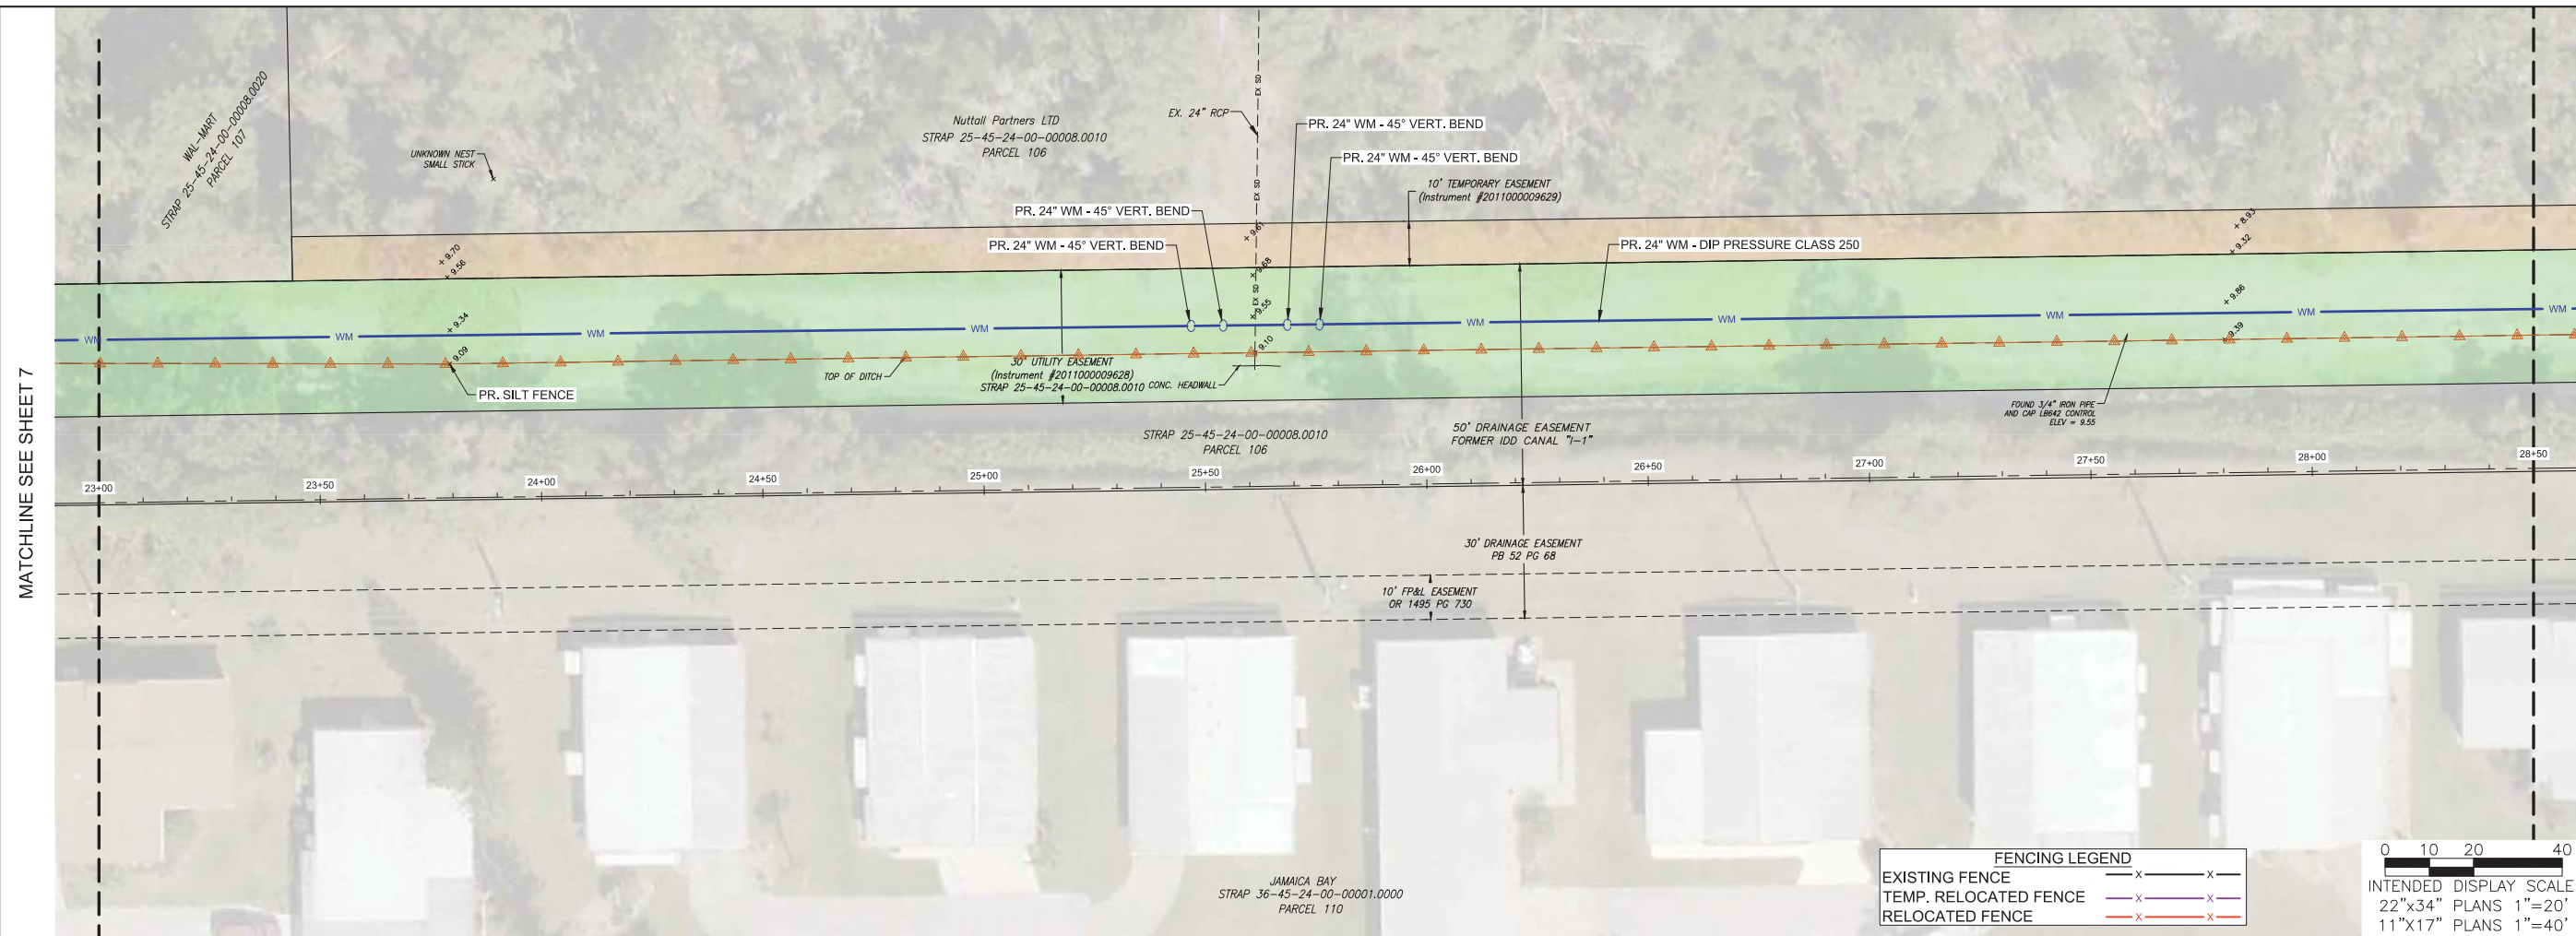 MATCHLINE SEE SHEET 7
WAL-MART
STRAP 25-45-24-00-00008.0020
PARCEL 107
UNKNOWN NEST
SMALL STICK
Nuttall Partners LTD
STRAP 25-45-24-00-00008.0010
PARCEL 106
EX. 24" RCP
EX SD
EX SD
EX SD
PR. 24" WM - 45° VERT. BEND
PR. 24" WM - 45° VERT. BEND
10' TEMPORARY EASEMENT
(Instrument #2011000009629)
PR. 24" WM - 45° VERT. BEND
PR. 24" WM - 45° VERT. BEND
PR. 24" WM - DIP PRESSURE CLASS 250
+ 9.70
+ 9.56
+ 9.34
9.09
+ 9.68
9.55
9.10
+ 8.93
+ 9.32
+ 9.86
9.39
WM
WM
WM
WM
WM
WM
WM
WM
WM
PR. SILT FENCE
TOP OF DITCH
30' UTILITY EASEMENT
(Instrument #2011000009628)
STRAP 25-45-24-00-00008.0010
CONC. HEADWALL
FOUND 3/4" IRON PIPE
AND CAP LB642 CONTROL
ELEV = 9.55
STRAP 25-45-24-00-00008.0010
PARCEL 106
50' DRAINAGE EASEMENT
FORMER IDD CANAL "I-1"
23+00
23+50
24+00
24+50
25+00
25+50
26+00
26+50
27+00
27+50
28+00
28+50
30' DRAINAGE EASEMENT
PB 52 PG 68
10' FP&L EASEMENT
OR 1495 PG 730
JAMAICA BAY
STRAP 36-45-24-00-00001.0000
PARCEL 110
FENCING LEGEND
EXISTING FENCE X X
TEMP. RELOCATED FENCE X X
RELOCATED FENCE X X
0 10 20 40
INTENDED DISPLAY SCALE
22"x34" PLANS 1"=20'
11"X17" PLANS 1"=40'